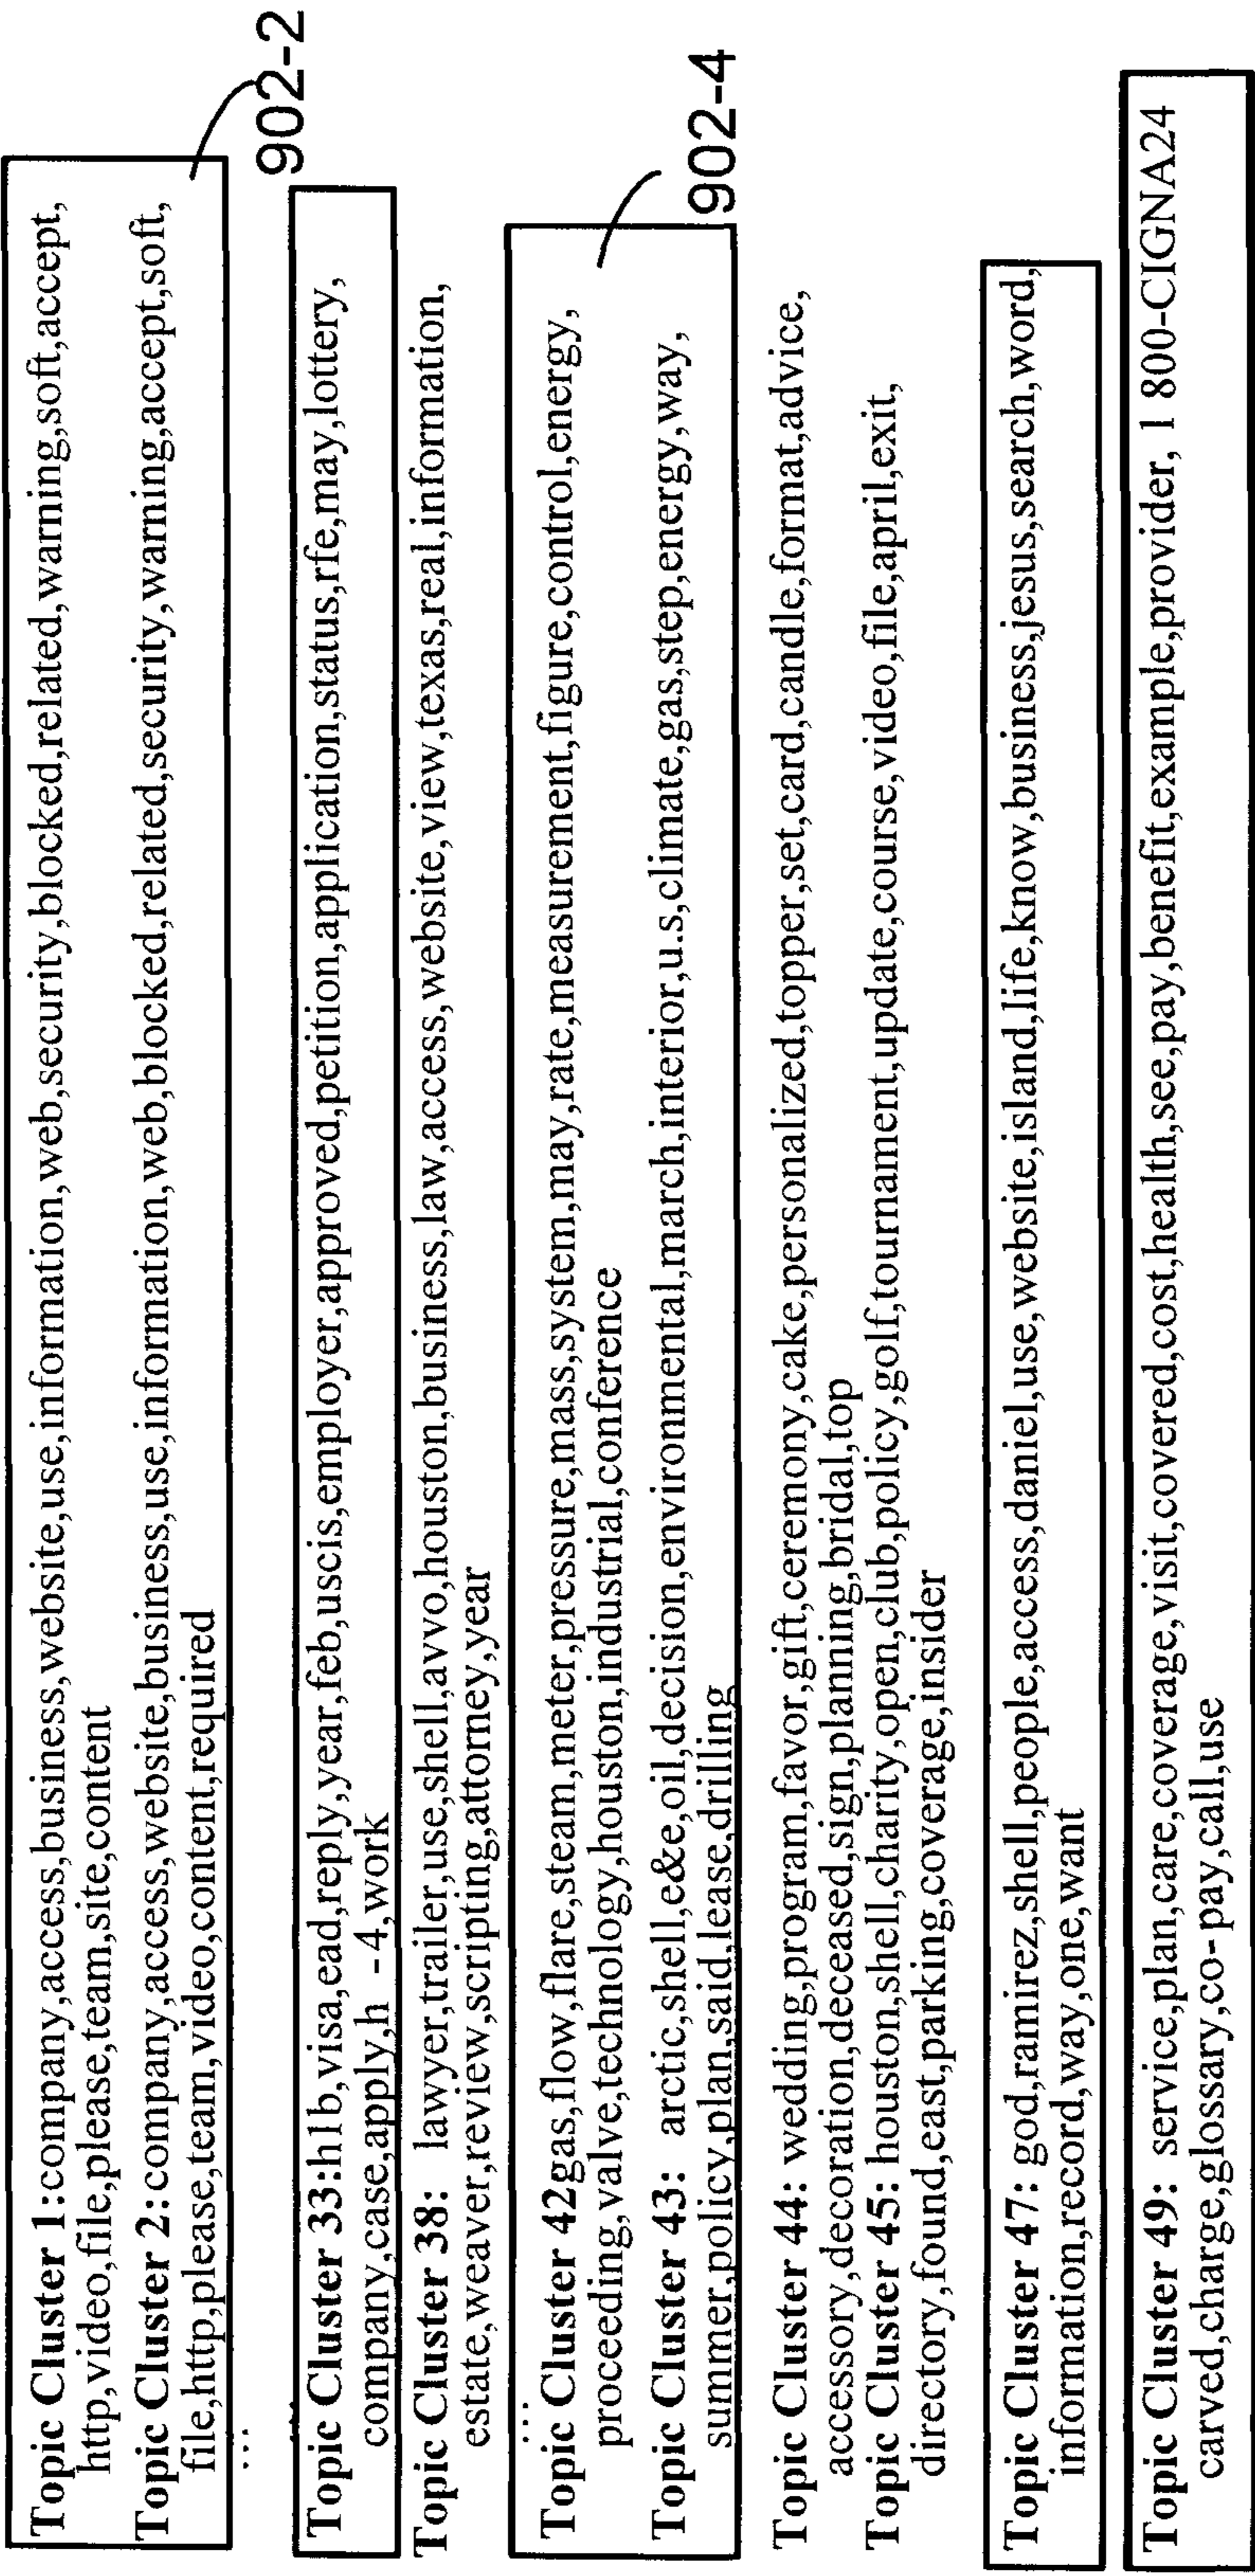 Topic Cluster 1:company,access,business,website,use,information,web,security,blocked,related,warning,soft,accept,
http,video,file,please,team,site,content
Topic Cluster 2:company,access,website,business,use,information,web,blocked,related,security,warning,accept,soft,
file,http,please,team,video,content,required
902-2
...
Topic Cluster 33:h1b,visa,ead,reply,year,feb,uscis,employer,approved,petition,application,status,rfe,may,lottery,
company,case,apply,h -4,work
Topic Cluster 38: lawyer,trailer,use,shell,avvo,houston,business,law,access,website,view,texas,real,information,
estate,weaver,review,scripting,attorney,year
...
Topic Cluster 42gas,flow,flare,steam,meter,pressure,mass,system,may,rate,measurement,figure,control,energy,
proceeding,valve,technology,houston,industrial,conference
Topic Cluster 43: arctic,shell,e&e,oil,decision,environmental,march,interior,u.s,climate,gas,step,energy,way,
summer,policy,plan,said,lease,drilling
902-4
Topic Cluster 44: wedding,program,favor,gift,ceremony,cake,personalized,topper,set,card,candle,format,advice,
accessory,decoration,deceased,sign,planning,bridal,top
Topic Cluster 45: houston,shell,charity,open,club,policy,golf,tournament,update,course,video,file,april,exit,
directory,found,east,parking,coverage,insider
Topic Cluster 47: god,ramirez,shell,people,access,daniel,use,website,island,life,know,business,jesus,search,word,
information,record,way,one,want
Topic Cluster 49: service,plan,care,coverage,visit,covered,cost,health,see,pay,benefit,example,provider, 1 800-CIGNA24
carved,charge,glossary,co-pay,call,use